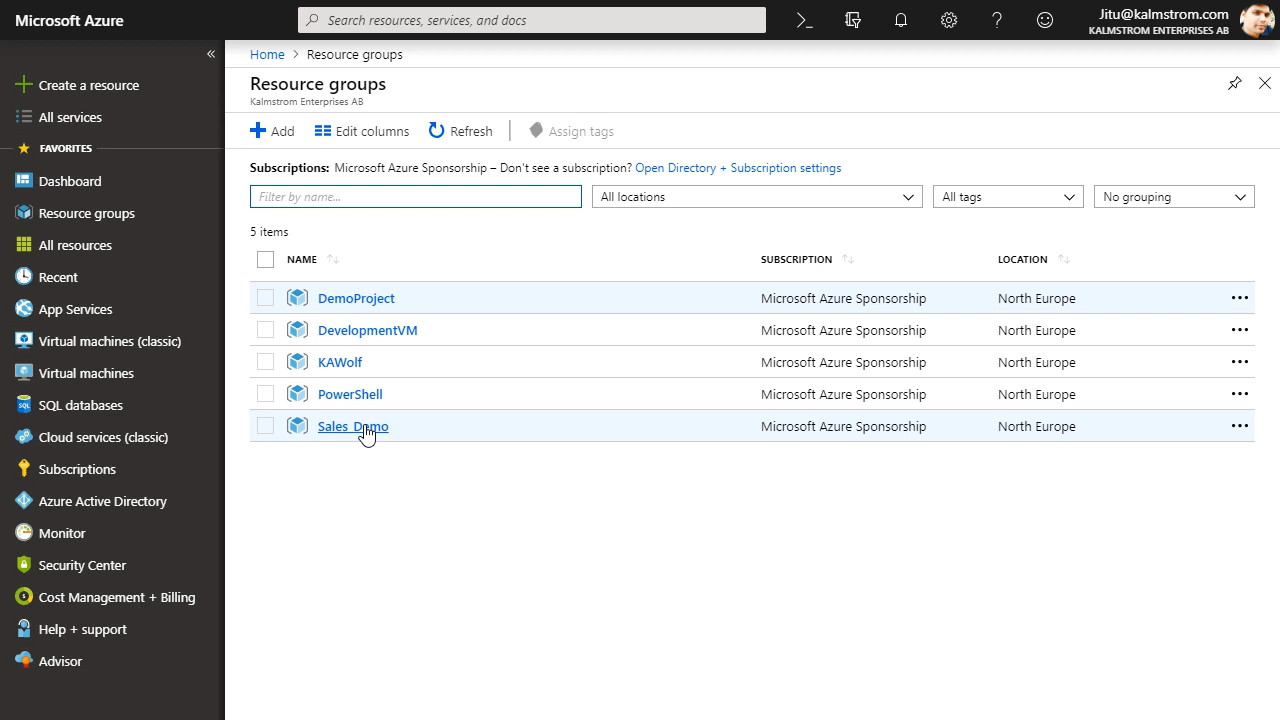 Microsoft Azure
Search resources, services, and docs
Jitu@kalmstrom.com
KALMSTROM ENTERPRISES AB
«
Create a resource
All services
FAVORITES
Dashboard
Resource groups
All resources
Recent
App Services
Virtual machines (classic)
Virtual machines
SQL databases
Cloud services (classic)
Subscriptions
Azure Active Directory
Monitor
Security Center
Cost Management + Billing
Help + support
Advisor
Home > Resource groups
Resource groups
Kalmstrom Enterprises AB
Add Edit columns Refresh Assign tags
Subscriptions: Microsoft Azure Sponsorship – Don't see a subscription? Open Directory + Subscription settings
Filter by name... All locations All tags No grouping
5 items
NAME SUBSCRIPTION LOCATION
DemoProject Microsoft Azure Sponsorship North Europe
DevelopmentVM Microsoft Azure Sponsorship North Europe
KAWolf Microsoft Azure Sponsorship North Europe
PowerShell Microsoft Azure Sponsorship North Europe
Sales_Demo Microsoft Azure Sponsorship North Europe